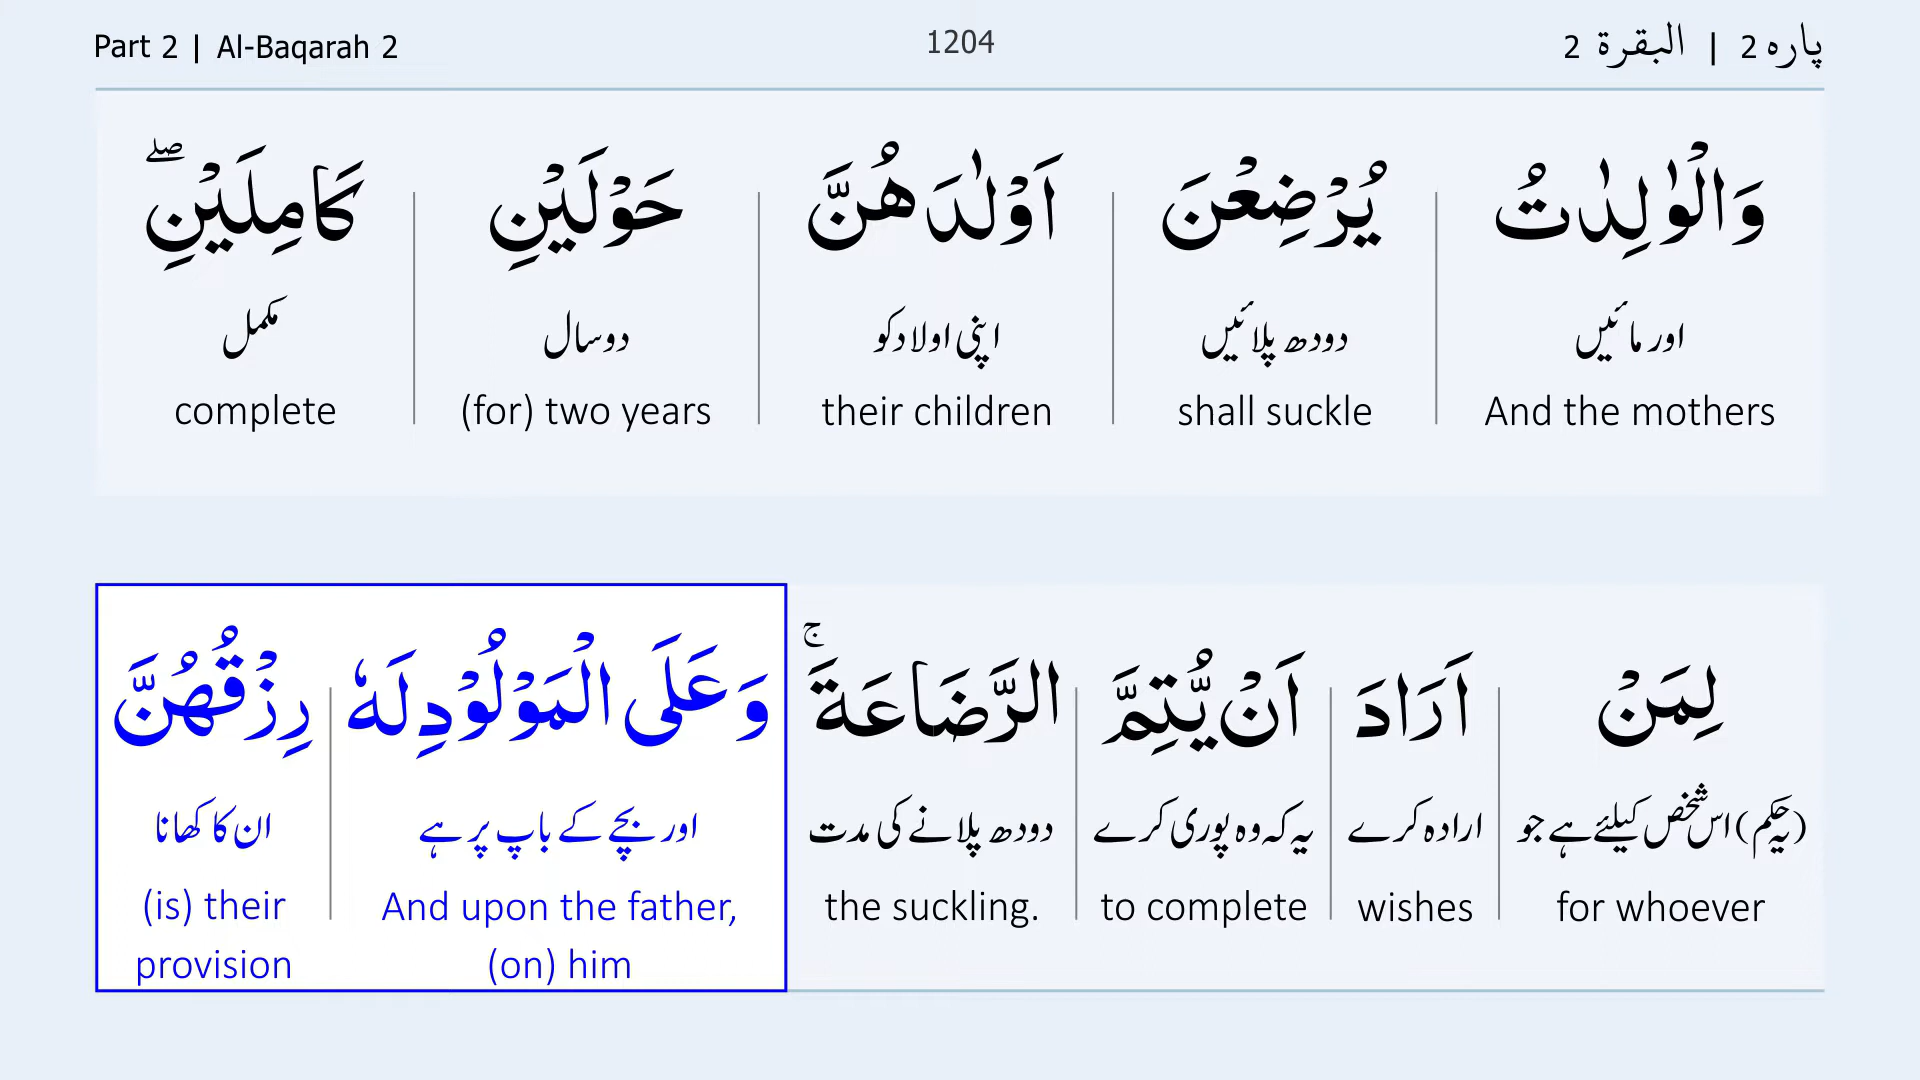 Part 2 | Al-Baqarah 2 1204 پارہ 2 | البقرة 2
وَالْوٰلِدٰتُ يُرْضِعْنَ اَوْلٰدَهُنَّ حَوْلَيْنِ كَامِلَيْنِ ۖ
اور مائیں دودھ پلائیں اپنی اولاد کو دو سال مکمل
And the mothers shall suckle their children (for) two years complete
لِمَنْ اَرَادَ اَنْ يُّتِمَّ الرَّضَاعَةَ ۚ وَعَلَى الْمَوْلُوْدِ لَهٗ رِزْقُهُنَّ
(یہ حکم) اس شخص کیلئے ہے جو ارادہ کرے یہ کہ وہ پوری کرے دودھ پلانے کی مدت اور بچے کے باپ پر ہے ان کا کھانا
for whoever wishes to complete the suckling. And upon the father, (is) their
(on) him provision